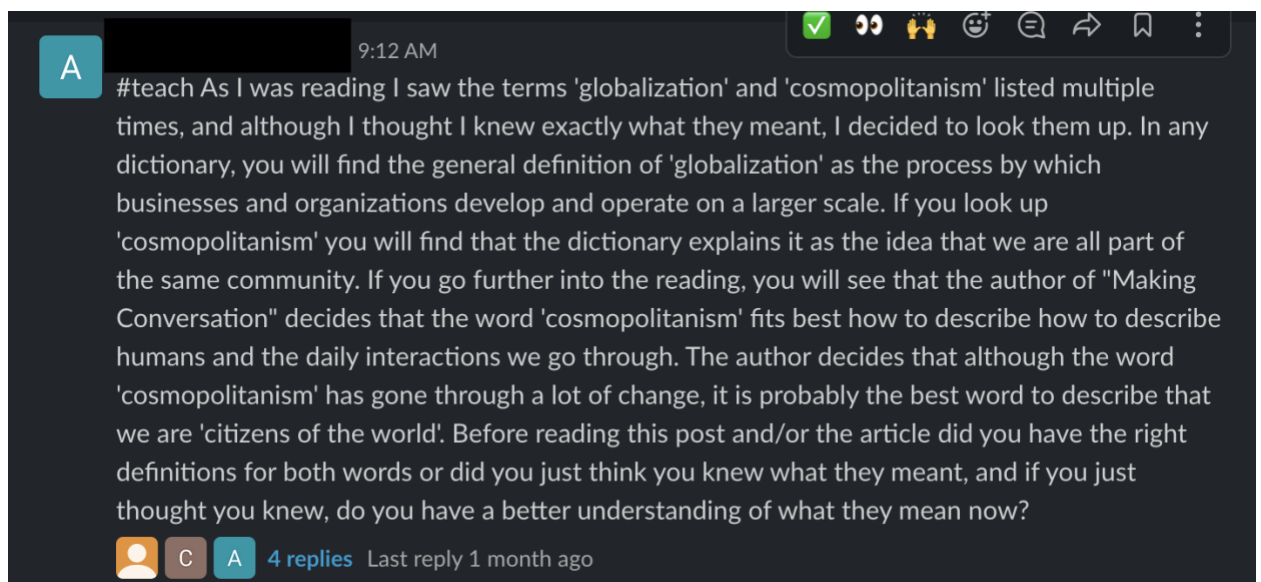 A
9:12 AM
#teach As I was reading I saw the terms 'globalization' and 'cosmopolitanism' listed multiple
times, and although I thought I knew exactly what they meant, I decided to look them up. In any
dictionary, you will find the general definition of 'globalization' as the process by which
businesses and organizations develop and operate on a larger scale. If you look up
'cosmopolitanism' you will find that the dictionary explains it as the idea that we are all part of
the same community. If you go further into the reading, you will see that the author of "Making
Conversation" decides that the word 'cosmopolitanism' fits best how to describe how to describe
humans and the daily interactions we go through. The author decides that although the word
'cosmopolitanism' has gone through a lot of change, it is probably the best word to describe that
we are 'citizens of the world'. Before reading this post and/or the article did you have the right
definitions for both words or did you just think you knew what they meant, and if you just
thought you knew, do you have a better understanding of what they mean now?
C A 4 replies Last reply 1 month ago